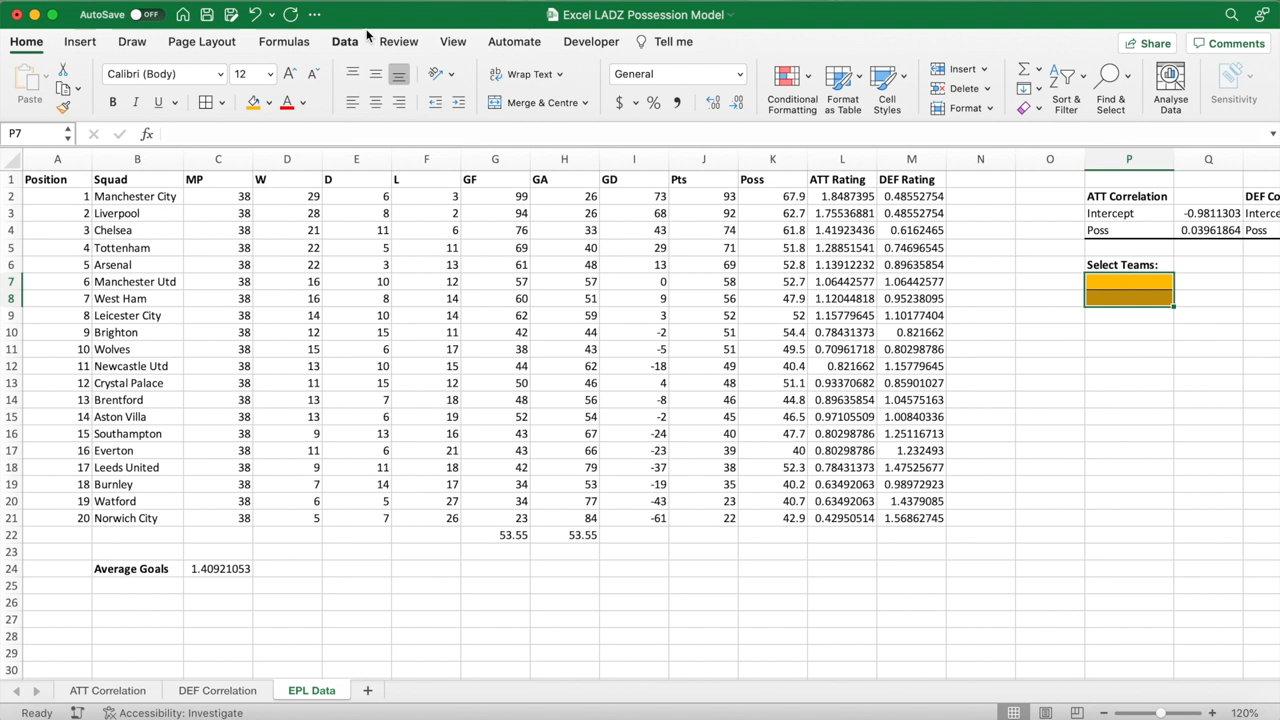 AutoSave OFF Excel LADZ Possession Model
Home Insert Draw Page Layout Formulas Data Review View Automate Developer Tell me Share Comments
Paste Calibri (Body) 12 Wrap Text General Insert
B I U Merge & Centre $ % Conditional Formatting Format as Table Cell Styles Delete Format Sort & Filter Find & Select Analyse Data Sensitivity
P7 fx
A B C D E F G H I J K L M N O P Q
1 Position Squad MP W D L GF GA GD Pts Poss ATT Rating DEF Rating
2 1 Manchester City 38 29 6 3 99 26 73 93 67.9 1.8487395 0.48552754 ATT Correlation DEF Co
3 2 Liverpool 38 28 8 2 94 26 68 92 62.7 1.75536881 0.48552754 Intercept -0.9811303 Interc
4 3 Chelsea 38 21 11 6 76 33 43 74 61.8 1.41923436 0.6162465 Poss 0.03961864 Poss
5 4 Tottenham 38 22 5 11 69 40 29 71 51.8 1.28851541 0.74696545
6 5 Arsenal 38 22 3 13 61 48 13 69 52.8 1.13912232 0.89635854 Select Teams:
7 6 Manchester Utd 38 16 10 12 57 57 0 58 52.7 1.06442577 1.06442577
8 7 West Ham 38 16 8 14 60 51 9 56 47.9 1.12044818 0.95238095
9 8 Leicester City 38 14 10 14 62 59 3 52 52 1.15779645 1.10177404
10 9 Brighton 38 12 15 11 42 44 -2 51 54.4 0.78431373 0.821662
11 10 Wolves 38 15 6 17 38 43 -5 51 49.5 0.70961718 0.80298786
12 11 Newcastle Utd 38 13 10 15 44 62 -18 49 40.4 0.821662 1.15779645
13 12 Crystal Palace 38 11 15 12 50 46 4 48 51.1 0.93370682 0.85901027
14 13 Brentford 38 13 7 18 48 56 -8 46 44.8 0.89635854 1.04575163
15 14 Aston Villa 38 13 6 19 52 54 -2 45 46.5 0.97105509 1.00840336
16 15 Southampton 38 9 13 16 43 67 -24 40 47.7 0.80298786 1.25116713
17 16 Everton 38 11 6 21 43 66 -23 39 40 0.80298786 1.232493
18 17 Leeds United 38 9 11 18 42 79 -37 38 52.3 0.78431373 1.47525677
19 18 Burnley 38 7 14 17 34 53 -19 35 40.2 0.63492063 0.98972923
20 19 Watford 38 6 5 27 34 77 -43 23 40.7 0.63492063 1.4379085
21 20 Norwich City 38 5 7 26 23 84 -61 22 42.9 0.42950514 1.56862745
22 53.55 53.55
23
24 Average Goals 1.40921053
25
26
27
28
29
30
ATT Correlation DEF Correlation EPL Data +
Ready Accessibility: Investigate 120%